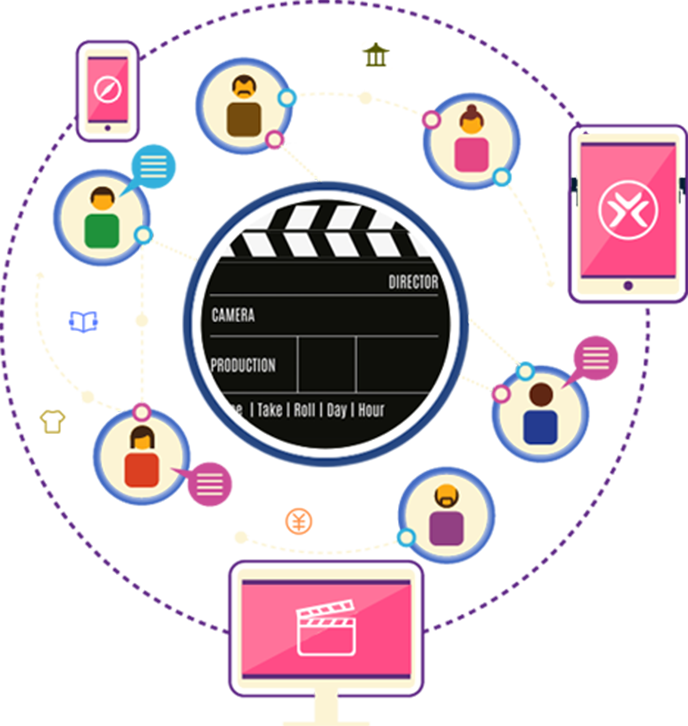 DIRECTOR
CAMERA
PRODUCTION
| Take | Roll | Day | Hour